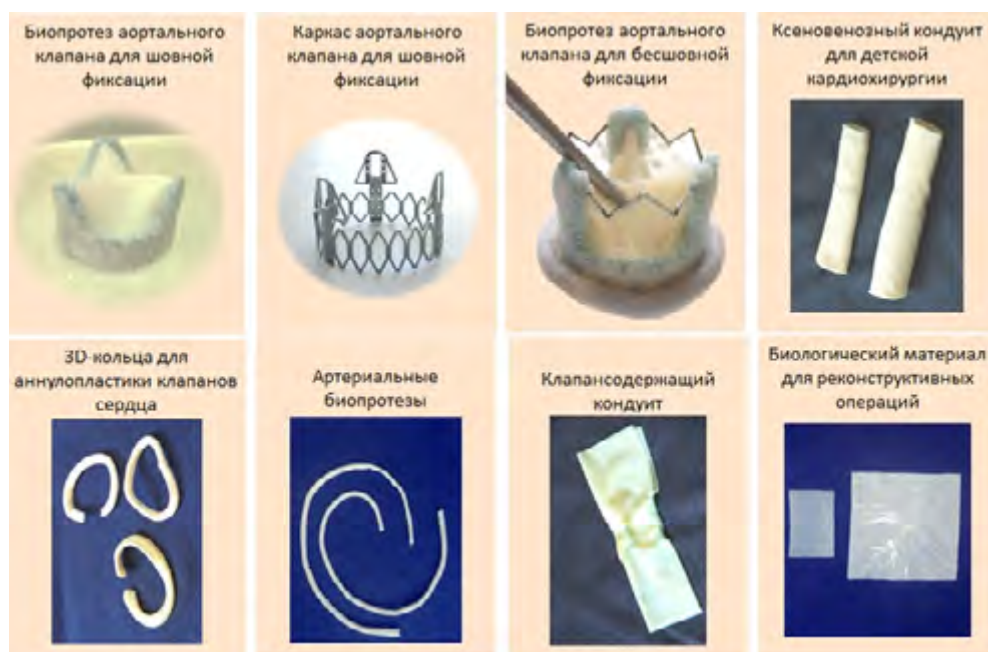 Биопротез аортального
клапана для шовной
фиксации
Каркас аортального
клапана для шовной
фиксации
Биопротез аортального
клапана для бесшовной
фиксации
Ксеновенозный кондуит
для детской
кардиохирургии
3D-кольца для
аннулопластики клапанов
сердца
Артериальные
биопротезы
Клапансодержащий
кондуит
Биологический материал
для реконструктивных
операций